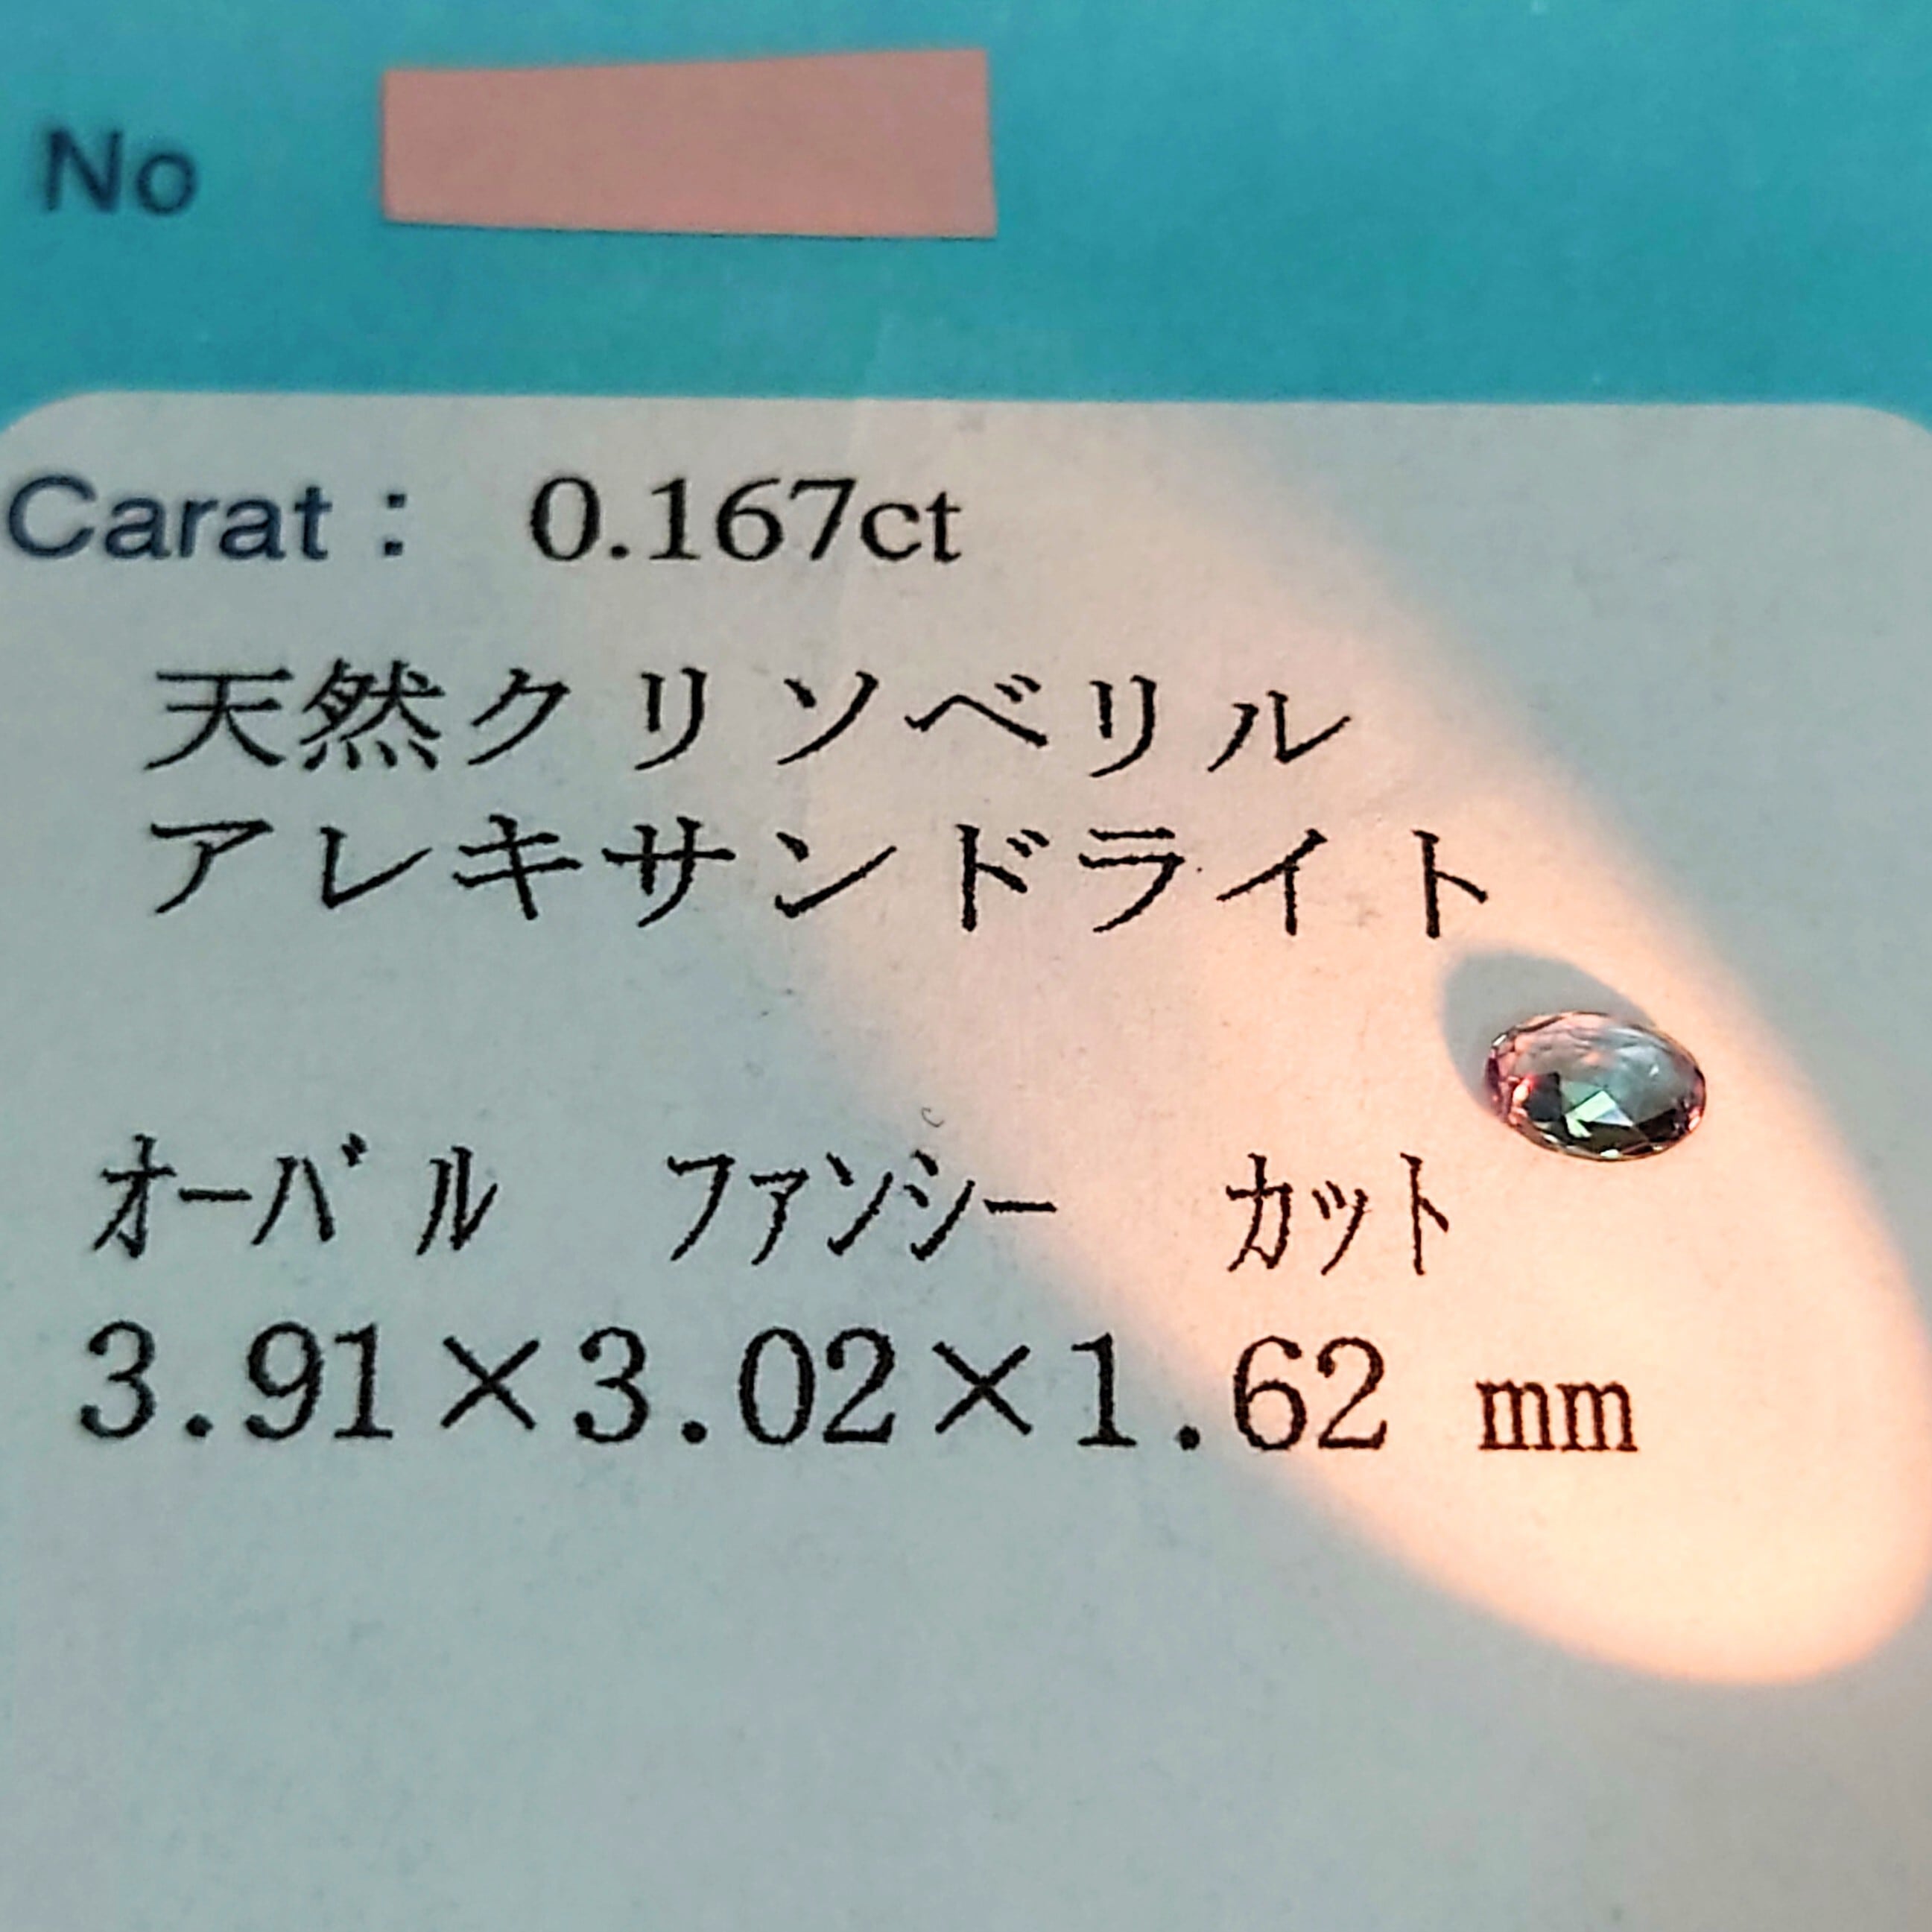 No
Carat : 0.167ct
天然クリソベリル
アレキサンドライト
オーバル ファンシー カット
3.91×3.02×1.62 mm